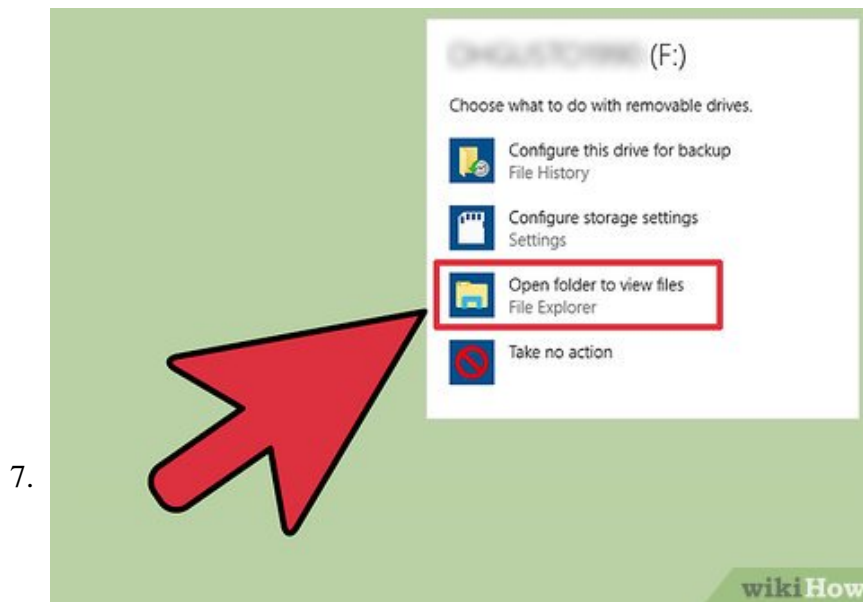 (F:)
Choose what to do with removable drives.
Configure this drive for backup
File History
Configure storage settings
Settings
Open folder to view files
File Explorer
Take no action
7.
wikiHow